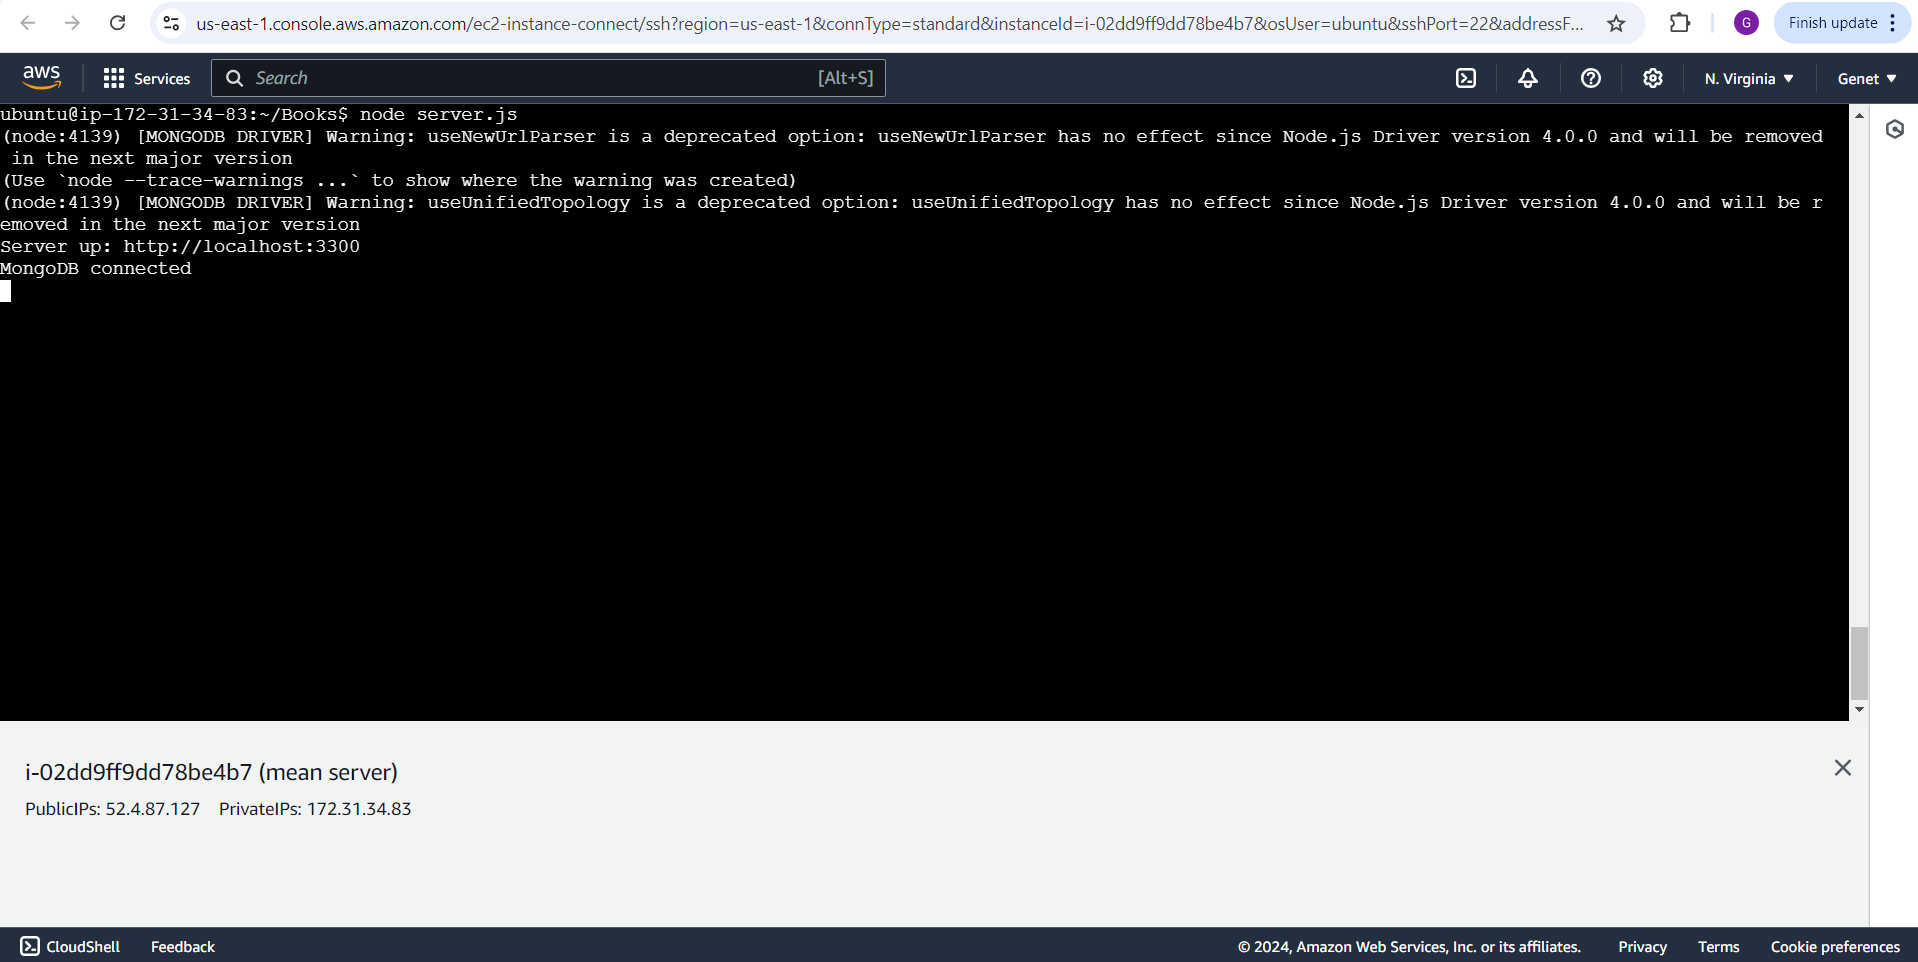 us-east-1.console.aws.amazon.com/ec2-instance-connect/ssh?region=us-east-1&connType=standard&instanceId=i-02dd9ff9dd78be4b7&osUser=ubuntu&sshPort=22&addressF...
G
Finish update
aws
Services
Search
[Alt+S]
N. Virginia
Genet
ubuntu@ip-172-31-34-83:~/Books$ node server.js
(node:4139) [MONGODB DRIVER] Warning: useNewUrlParser is a deprecated option: useNewUrlParser has no effect since Node.js Driver version 4.0.0 and will be removed
 in the next major version
(Use `node --trace-warnings ...` to show where the warning was created)
(node:4139) [MONGODB DRIVER] Warning: useUnifiedTopology is a deprecated option: useUnifiedTopology has no effect since Node.js Driver version 4.0.0 and will be r
emoved in the next major version
Server up: http://localhost:3300
MongoDB connected
i-02dd9ff9dd78be4b7 (mean server)
PublicIPs: 52.4.87.127 PrivateIPs: 172.31.34.83
CloudShell
Feedback
© 2024, Amazon Web Services, Inc. or its affiliates.
Privacy
Terms
Cookie preferences